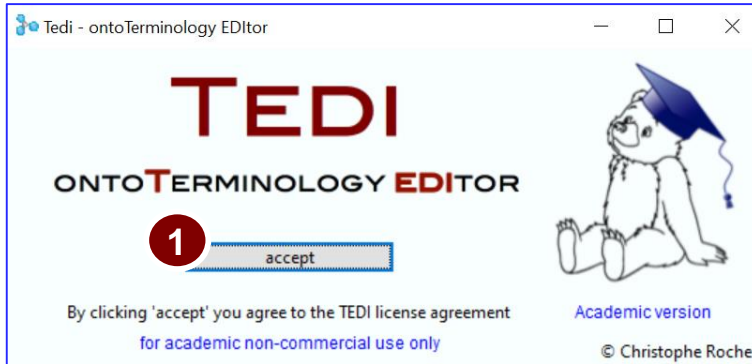 Tedi - ontoTerminology EDItor
TEDI
ONTOTERMINOLOGY EDITOR
1
accept
By clicking 'accept' you agree to the TEDI license agreement
for academic non-commercial use only
Academic version
© Christophe Roche